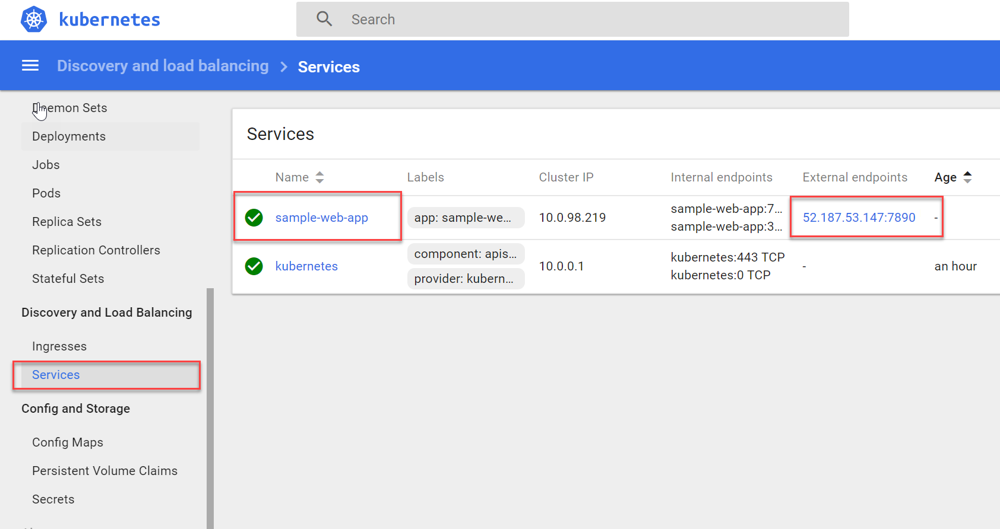 kubernetes
Search
Discovery and load balancing > Services
Daemon Sets
Deployments
Jobs
Pods
Replica Sets
Replication Controllers
Stateful Sets
Discovery and Load Balancing
Ingresses
Services
Config and Storage
Config Maps
Persistent Volume Claims
Secrets
Services
Name Labels Cluster IP Internal endpoints External endpoints Age
sample-web-app app: sample-we... 10.0.98.219 sample-web-app:7... 52.187.53.147:7890 -
sample-web-app:3...
kubernetes component: apis... 10.0.0.1 kubernetes:443 TCP - an hour
provider: kubern... kubernetes:0 TCP